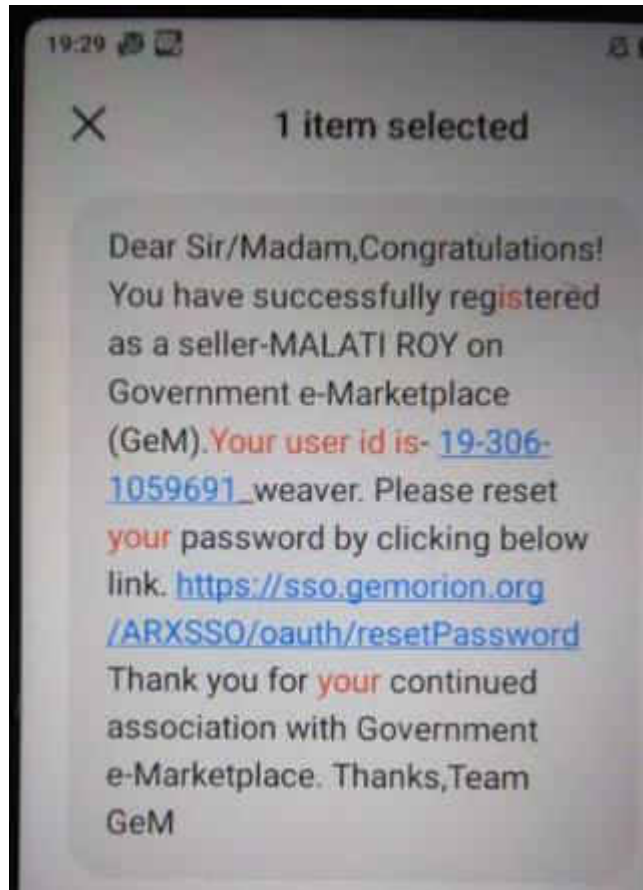 19:29
1 item selected
Dear Sir/Madam,Congratulations!
You have successfully registered
as a seller-MALATI ROY on
Government e-Marketplace
(GeM).Your user id is- 19-306-
1059691_weaver. Please reset
your password by clicking below
link. https://sso.gemorion.org
/ARXSSO/oauth/resetPassword
Thank you for your continued
association with Government
e-Marketplace. Thanks,Team
GeM